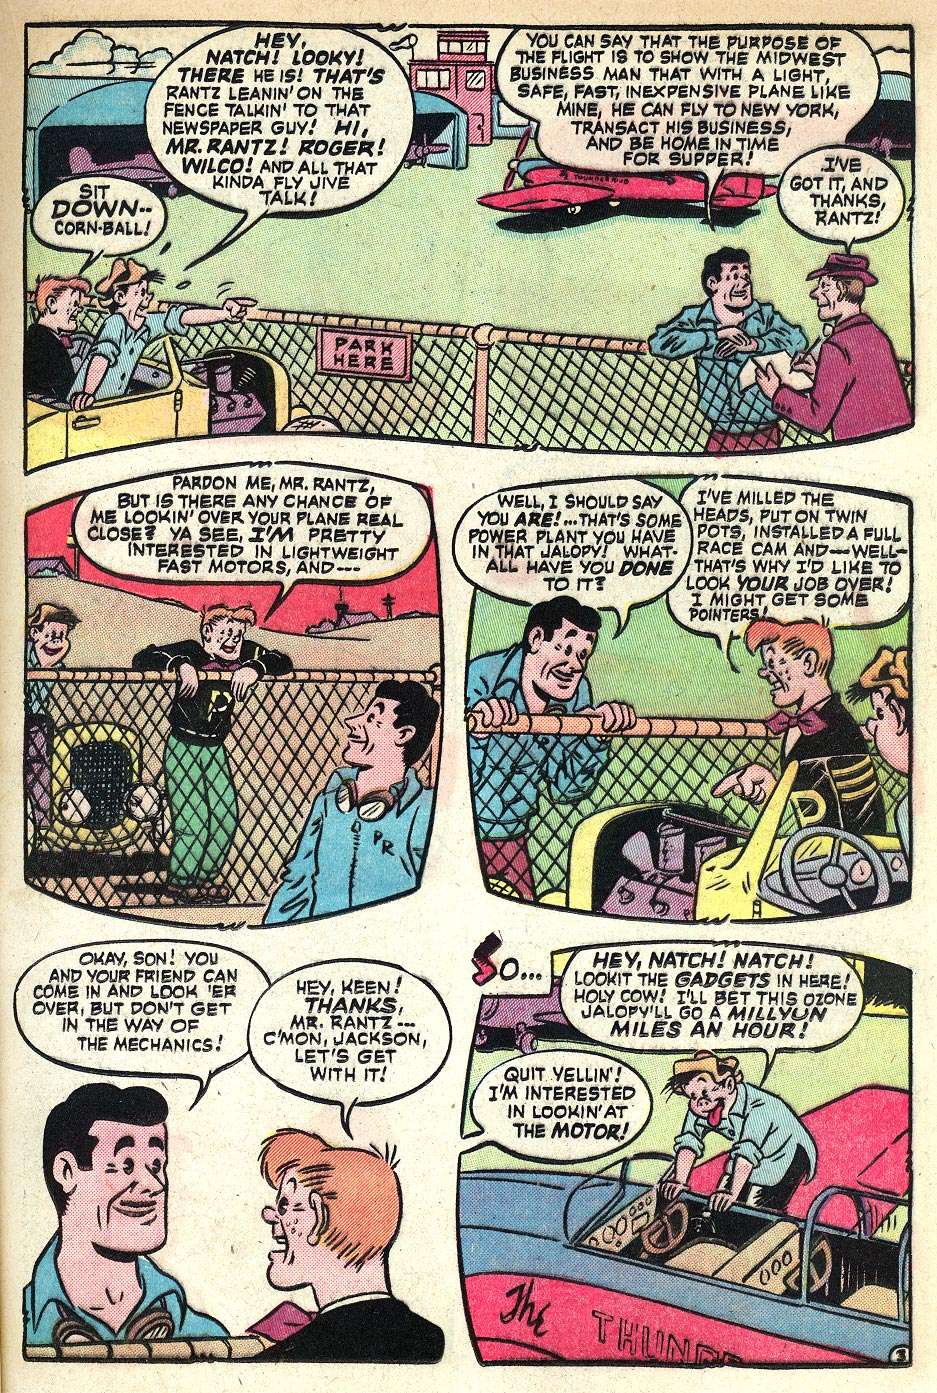 HEY,
NATCH! LOOKY!
THERE HE IS! THAT'S
RANTZ LEANIN' ON THE
FENCE TALKIN' TO THAT
NEWSPAPER GUY! HI,
MR. RANTZ! ROGER!
WILCO! AND ALL THAT
KINDA FLY JIVE
TALK!
SIT
DOWN--
CORN-BALL!
YOU CAN SAY THAT THE PURPOSE OF
THE FLIGHT IS TO SHOW THE MIDWEST
BUSINESS MAN THAT WITH A LIGHT,
SAFE, FAST, INEXPENSIVE PLANE LIKE
MINE, HE CAN FLY TO NEW YORK,
TRANSACT HIS BUSINESS,
AND BE HOME IN TIME
FOR SUPPER!
I'VE
GOT IT, AND
THANKS,
RANTZ!
PARK
HERE
PARDON ME, MR. RANTZ,
BUT IS THERE ANY CHANCE OF
ME LOOKIN' OVER YOUR PLANE REAL
CLOSE? YA SEE, I'M PRETTY
INTERESTED IN LIGHTWEIGHT
FAST MOTORS, AND---
P
PR
WELL, I SHOULD SAY
YOU ARE!...THAT'S SOME
POWER PLANT YOU HAVE
IN THAT JALOPY! WHAT-
ALL HAVE YOU DONE
TO IT?
I'VE MILLED THE
HEADS, PUT ON TWIN
POTS, INSTALLED A FULL
RACE CAM AND---WELL-
THAT'S WHY I'D LIKE TO
LOOK YOUR JOB OVER!
I MIGHT GET SOME
POINTERS!
P
OKAY, SON! YOU
AND YOUR FRIEND CAN
COME IN AND LOOK 'ER
OVER, BUT DON'T GET
IN THE WAY OF
THE MECHANICS!
HEY, KEEN!
THANKS,
MR. RANTZ---
C'MON, JACKSON,
LET'S GET
WITH IT!
SO...
HEY, NATCH! NATCH!
LOOKIT THE GADGETS IN HERE!
HOLY COW! I'LL BET THIS OZONE
JALOPY'LL GO A MILLYUN
MILES AN HOUR!
QUIT YELLIN'!
I'M INTERESTED
IN LOOKIN' AT
THE MOTOR!
The
THUNDE
3